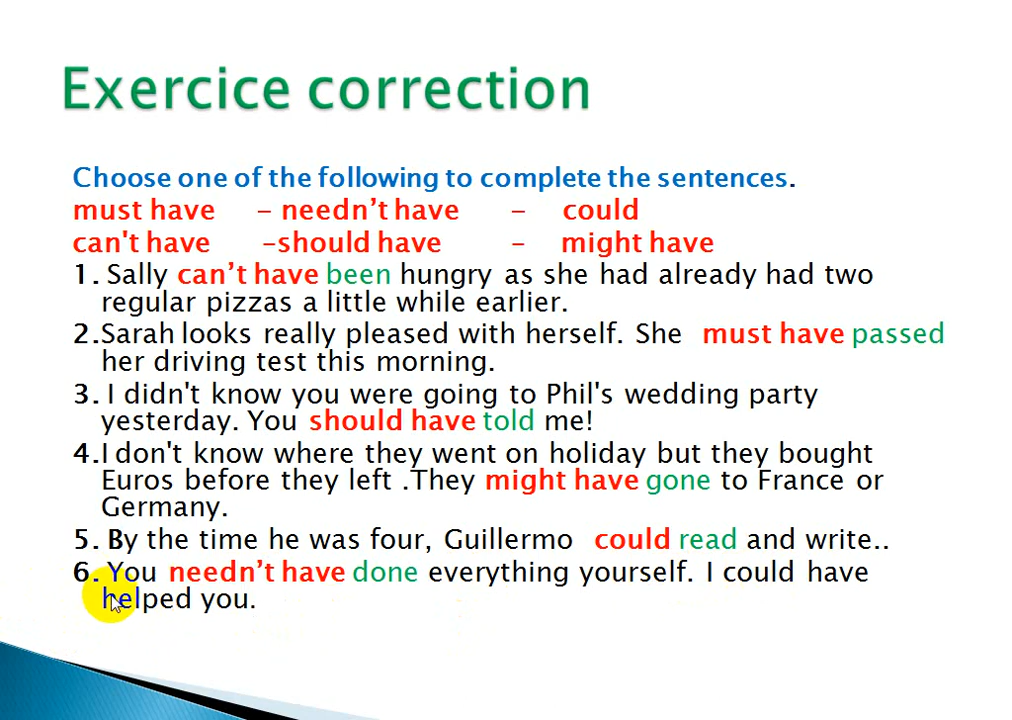 Exercice correction
Choose one of the following to complete the sentences.
must have - needn't have - could
can't have -should have - might have
1. Sally can't have been hungry as she had already had two
regular pizzas a little while earlier.
2.Sarah looks really pleased with herself. She must have passed
her driving test this morning.
3. I didn't know you were going to Phil's wedding party
yesterday. You should have told me!
4.I don't know where they went on holiday but they bought
Euros before they left .They might have gone to France or
Germany.
5. By the time he was four, Guillermo could read and write..
6. You needn't have done everything yourself. I could have
helped you.